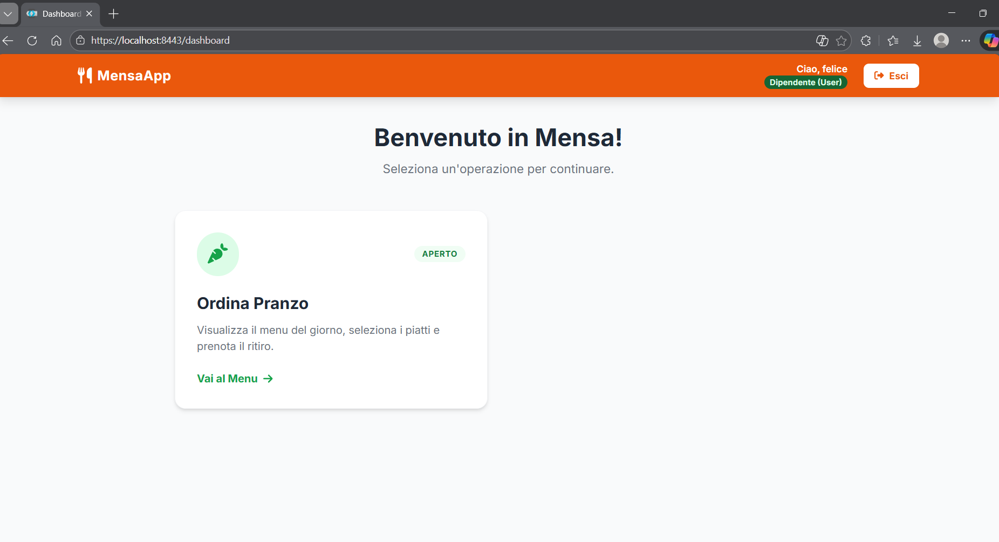 Dashboard
https://localhost:8443/dashboard
MensaApp
Ciao, felice
Dipendente (User)
Esci
Benvenuto in Mensa!
Seleziona un'operazione per continuare.
APERTO
Ordina Pranzo
Visualizza il menu del giorno, seleziona i piatti e
prenota il ritiro.
Vai al Menu